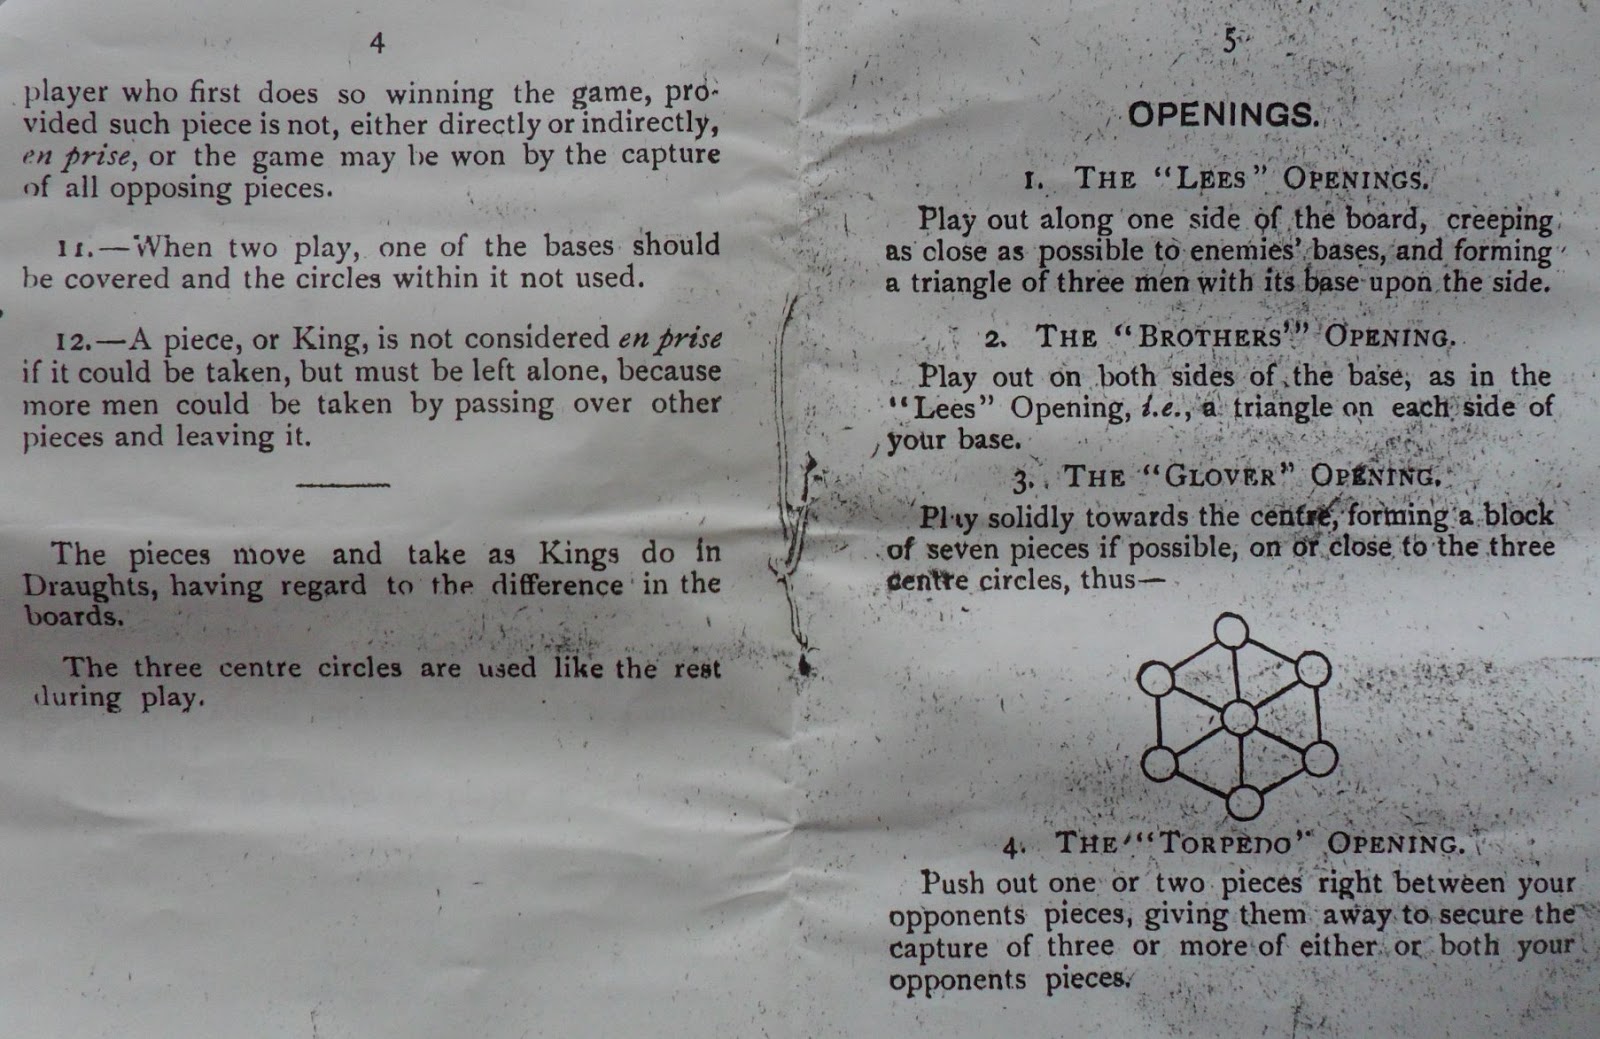 4
player who first does so winning the game, pro-
vided such piece is not, either directly or indirectly,
en prise, or the game may be won by the capture
of all opposing pieces.
11.—When two play, one of the bases should
be covered and the circles within it not used.
12.—A piece, or King, is not considered en prise
if it could be taken, but must be left alone, because
more men could be taken by passing over other
pieces and leaving it.
The pieces move and take as Kings do in
Draughts, having regard to the difference in the
boards.
The three centre circles are used like the rest
during play.
5
OPENINGS.
1. THE "LEES" OPENINGS.
Play out along one side of the board, creeping
as close as possible to enemies' bases, and forming
a triangle of three men with its base upon the side.
2. THE "BROTHERS'" OPENING.
Play out on both sides of the base, as in the
"Lees" Opening, i.e., a triangle on each side of
your base.
3. THE "GLOVER" OPENING.
Play solidly towards the centre, forming a block
of seven pieces if possible, on or close to the three
centre circles, thus—
4. THE "TORPEDO" OPENING.
Push out one or two pieces right between your
opponents pieces, giving them away to secure the
capture of three or more of either or both your
opponents pieces.